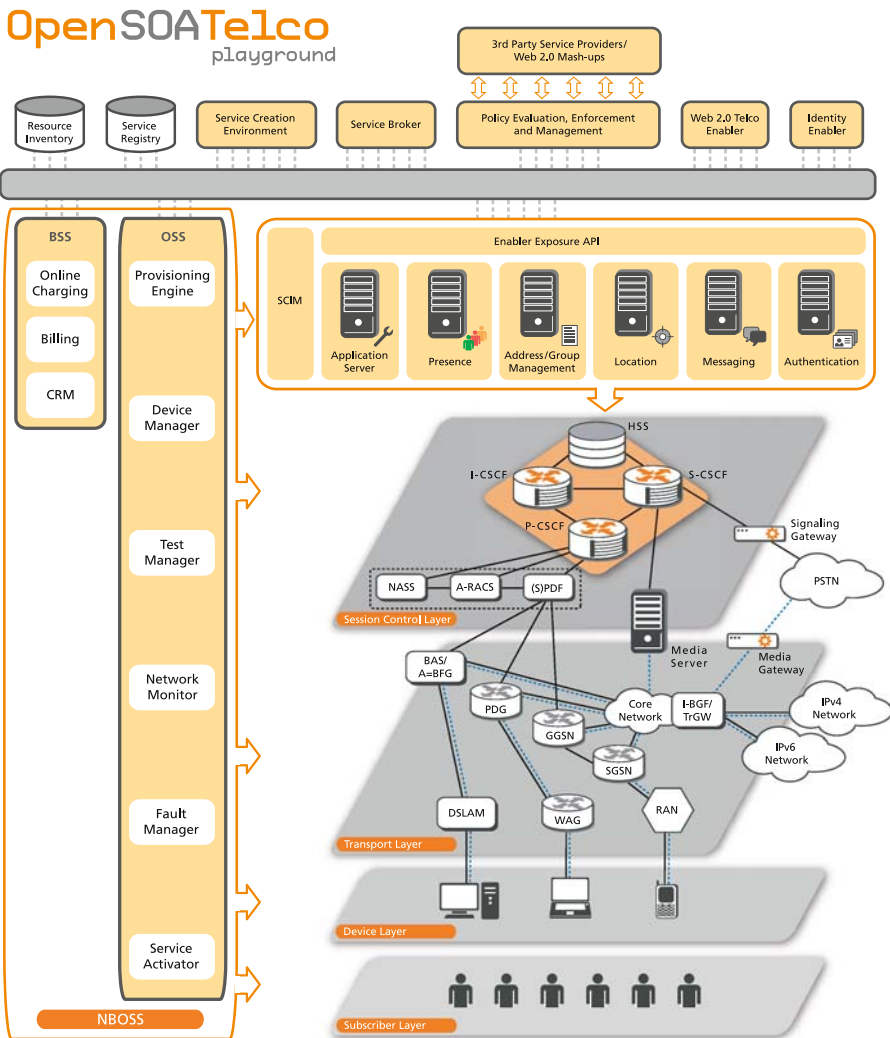 OpenSOATelco
playground
3rd Party Service Providers/
Web 2.0 Mash-ups
Resource
Inventory
Service
Registry
Service Creation
Environment
Service Broker
Policy Evaluation, Enforcement
and Management
Web 2.0 Telco
Enabler
Identity
Enabler
BSS
Online
Charging
Billing
CRM
OSS
Provisioning
Engine
Device
Manager
Test
Manager
Network
Monitor
Fault
Manager
Service
Activator
NBOSS
SCIM
Enabler Exposure API
Application
Server
Presence
Address/Group
Management
Location
Messaging
Authentication
HSS
I-CSCF
S-CSCF
P-CSCF
Signaling
Gateway
PSTN
NASS
A-RACS
(S)PDF
Session Control Layer
Media
Server
Media
Gateway
BAS/
A=BFG
PDG
GGSN
SGSN
Core
Network
I-BGF/
TrGW
IPv4
Network
IPv6
Network
DSLAM
WAG
RAN
Transport Layer
Device Layer
Subscriber Layer